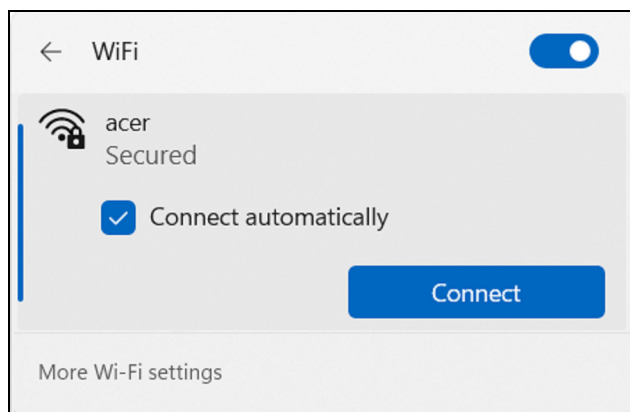 WiFi
acer
Secured
Connect automatically
Connect
More Wi-Fi settings